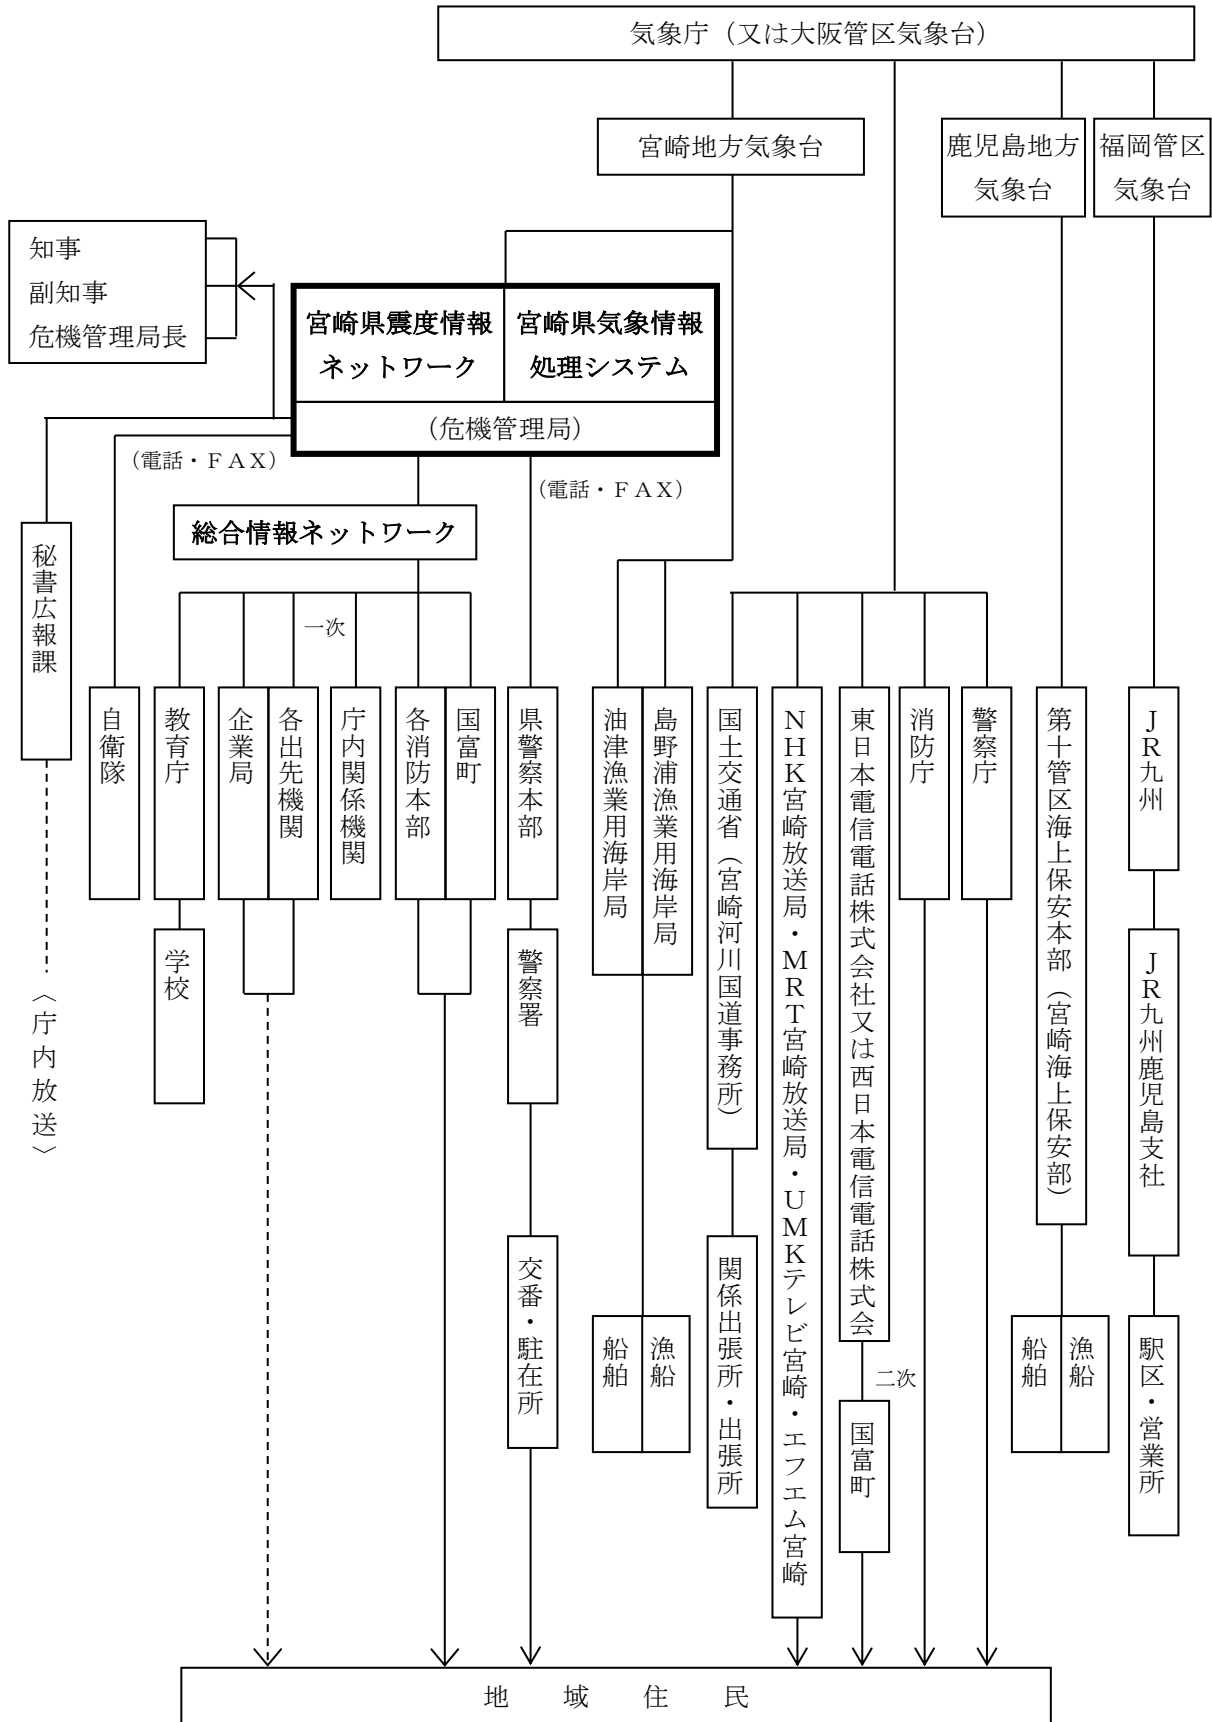 気象庁（又は大阪管区気象台）
宮崎地方気象台
鹿児島地方
気象台
福岡管区
気象台
知事
副知事
危機管理局長
宮崎県震度情報
ネットワーク
宮崎県気象情報
処理システム
（危機管理局）
（電話・ＦＡＸ）
（電話・ＦＡＸ）
総合情報ネットワーク
一次
秘書広報課
〈庁内放送〉
自衛隊
教育庁
学校
企業局
各出先機関
庁内関係機関
各消防本部
国富町
県警察本部
警察署
交番・駐在所
油津漁業用海岸局
島野浦漁業用海岸局
船舶
漁船
国土交通省（宮崎河川国道事務所）
関係出張所・出張所
ＮＨＫ宮崎放送局・ＭＲＴ宮崎放送局・ＵＭＫテレビ宮崎・エフエム宮崎
東日本電信電話株式会社又は西日本電信電話株式会
二次
国富町
消防庁
警察庁
第十管区海上保安本部（宮崎海上保安部）
船舶
漁船
ＪＲ九州
ＪＲ九州鹿児島支社
駅区・営業所
地域住民